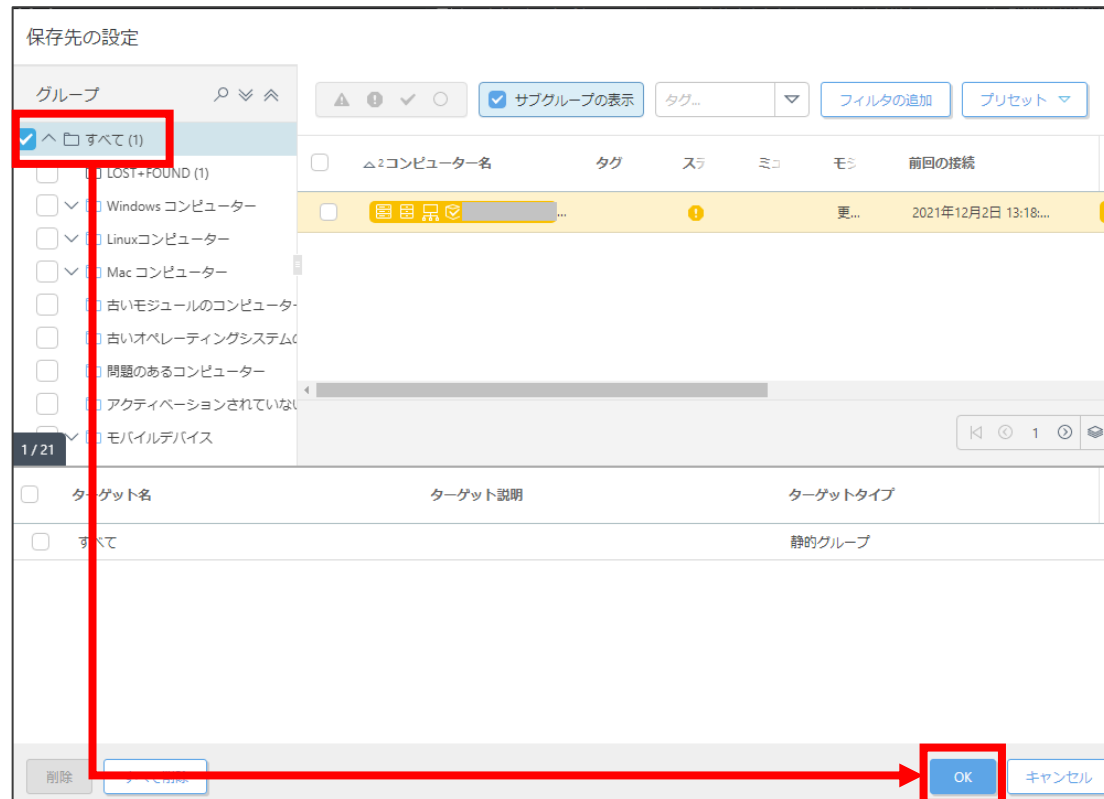 保存先の設定
グループ
サブグループの表示
タグ...
フィルタの追加
プリセット
すべて (1)
LOST+FOUND (1)
Windows コンピューター
Linuxコンピューター
Mac コンピューター
古いモジュールのコンピューター
古いオペレーティングシステムの
問題のあるコンピューター
アクティベーションされていない
モバイルデバイス
1 / 21
2コンピューター名
タグ
ステ
ミュ
モジ
前回の接続
...
更...
2021年12月2日 13:18:...
1
ターゲット名
ターゲット説明
ターゲットタイプ
すべて
静的グループ
削除
すべて削除
OK
キャンセル